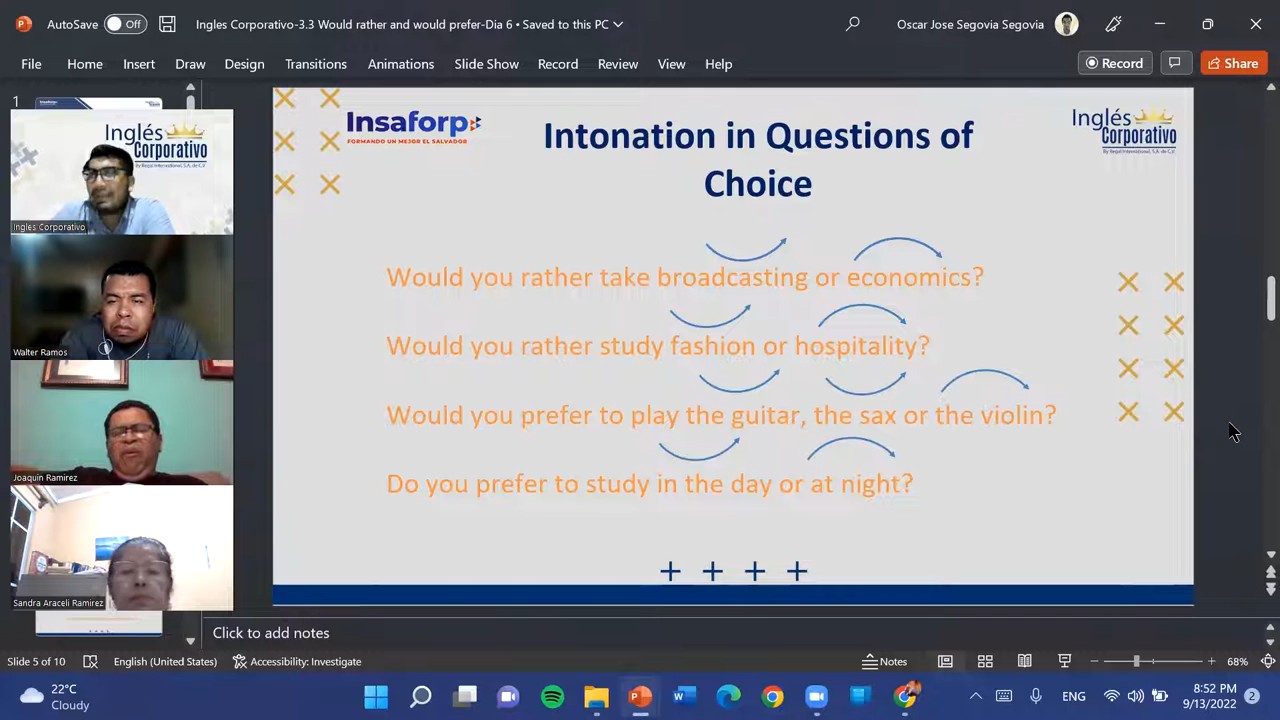 AutoSave Off Ingles Corporativo-3.3 Would rather and would prefer-Dia 6 • Saved to this PC Oscar Jose Segovia Segovia
File Home Insert Draw Design Transitions Animations Slide Show Record Review View Help Record Share
1
Inglés
Corporativo
Ingles Corporativo
Walter Ramos
Joaquin Ramirez
Sandra Araceli Ramirez
Insaforp
FORMANDO UN MEJOR EL SALVADOR
Inglés
Corporativo
By Regal International, S.A. de C.V.
Intonation in Questions of
Choice
Would you rather take broadcasting or economics?
Would you rather study fashion or hospitality?
Would you prefer to play the guitar, the sax or the violin?
Do you prefer to study in the day or at night?
Click to add notes
Slide 5 of 10 English (United States) Accessibility: Investigate Notes 68%
22°C
Cloudy
ENG
8:52 PM
9/13/2022
2